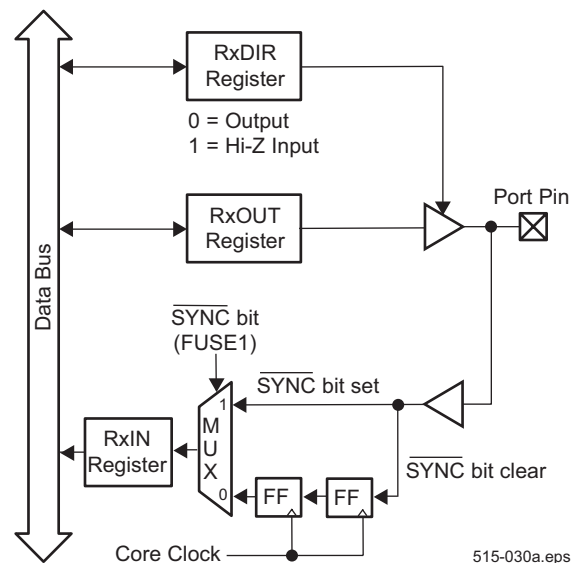 RxDIR
Register
0 = Output
1 = Hi-Z Input
Port Pin
RxOUT
Register
Data Bus
SYNC bit
(FUSE1)
SYNC bit set
1
MUX
0
RxIN
Register
SYNC bit clear
FF
FF
Core Clock
515-030a.eps